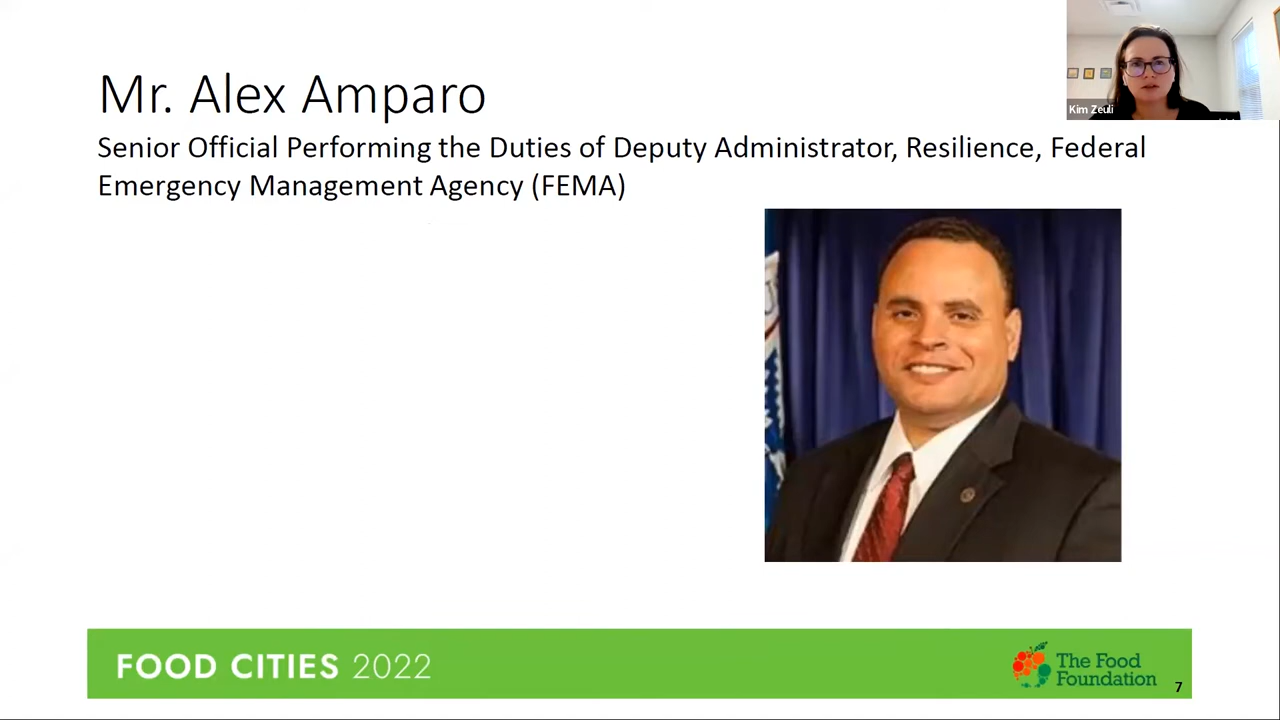 Mr. Alex Amparo
Senior Official Performing the Duties of Deputy Administrator, Resilience, Federal
Emergency Management Agency (FEMA)
Kim Zeuli
FOOD CITIES 2022
The Food
Foundation
7